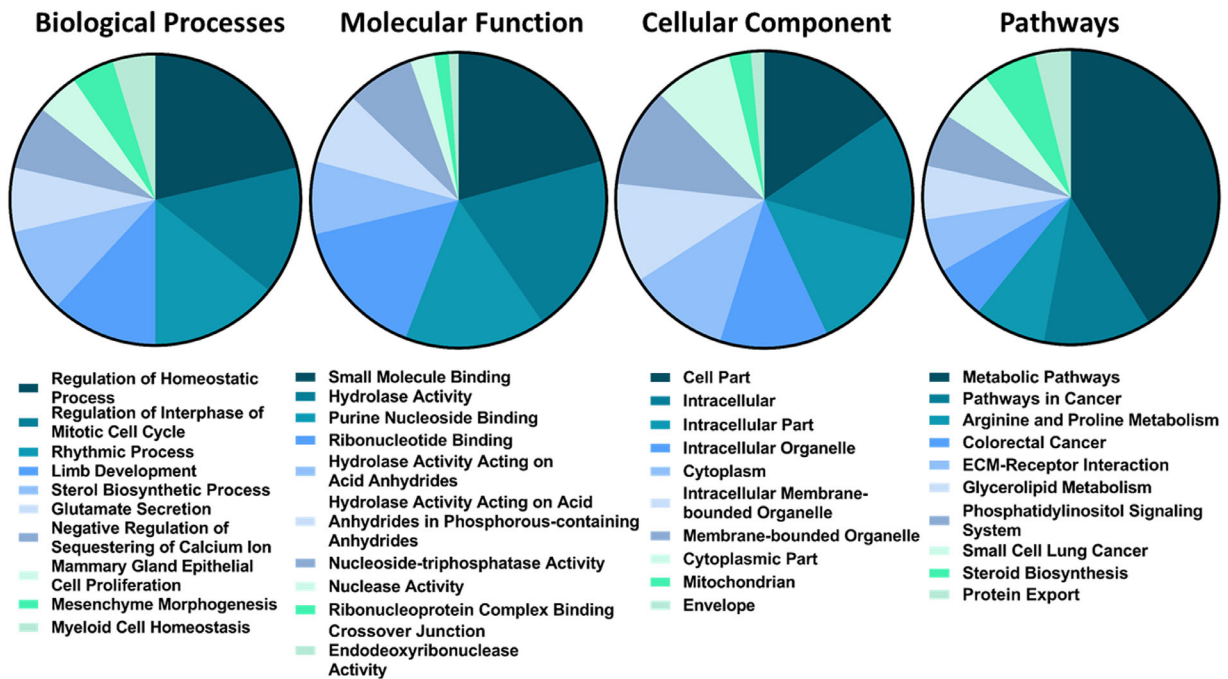 Biological Processes
Molecular Function
Cellular Component
Pathways
Regulation of Homeostatic
Process
Regulation of Interphase of
Mitotic Cell Cycle
Rhythmic Process
Limb Development
Sterol Biosynthetic Process
Glutamate Secretion
Negative Regulation of
Sequestering of Calcium Ion
Mammary Gland Epithelial
Cell Proliferation
Mesenchyme Morphogenesis
Myeloid Cell Homeostasis
Small Molecule Binding
Hydrolase Activity
Purine Nucleoside Binding
Ribonucleotide Binding
Hydrolase Activity Acting on
Acid Anhydrides
Hydrolase Activity Acting on Acid
Anhydrides in Phosphorous-containing
Anhydrides
Nucleoside-triphosphatase Activity
Nuclease Activity
Ribonucleoprotein Complex Binding
Crossover Junction
Endodeoxyribonuclease
Activity
Cell Part
Intracellular
Intracellular Part
Intracellular Organelle
Cytoplasm
Intracellular Membrane-
bounded Organelle
Membrane-bounded Organelle
Cytoplasmic Part
Mitochondrian
Envelope
Metabolic Pathways
Pathways in Cancer
Arginine and Proline Metabolism
Colorectal Cancer
ECM-Receptor Interaction
Glycerolipid Metabolism
Phosphatidylinositol Signaling
System
Small Cell Lung Cancer
Steroid Biosynthesis
Protein Export